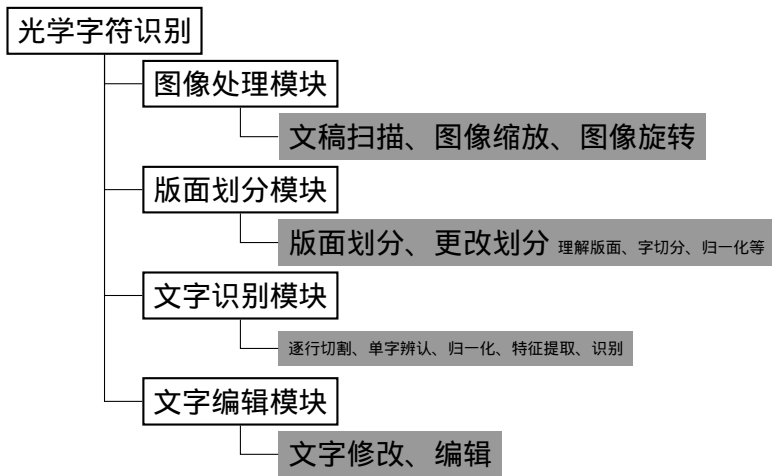 光学字符识别
图像处理模块
文稿扫描、图像缩放、图像旋转
版面划分模块
版面划分、更改划分 理解版面、字切分、归一化等
文字识别模块
逐行切割、单字辨认、归一化、特征提取、识别
文字编辑模块
文字修改、编辑